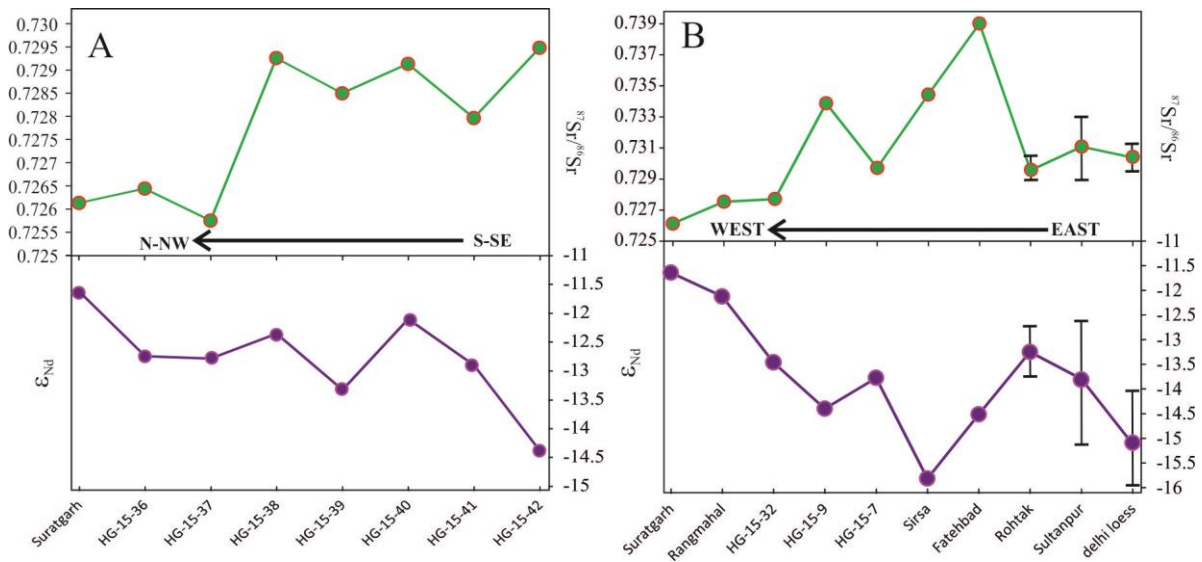 A
0.730
0.7295
0.729
0.7285
0.728
0.7275
0.727
0.7265
0.726
0.7255
0.725
⁸⁷Sr/⁸⁶Sr
N-NW
S-SE
εNd
-11
-11.5
-12
-12.5
-13
-13.5
-14
-14.5
-15
Suratgarh
HG-15-36
HG-15-37
HG-15-38
HG-15-39
HG-15-40
HG-15-41
HG-15-42
B
0.739
0.737
0.735
0.733
0.731
0.729
0.727
0.725
⁸⁷Sr/⁸⁶Sr
WEST
EAST
εNd
-11
-11.5
-12
-12.5
-13
-13.5
-14
-14.5
-15
-15.5
-16
Suratgarh
Rangmahal
HG-15-32
HG-15-9
HG-15-7
Sirsa
Fatehbad
Rohtak
Sultanpur
delhi loess